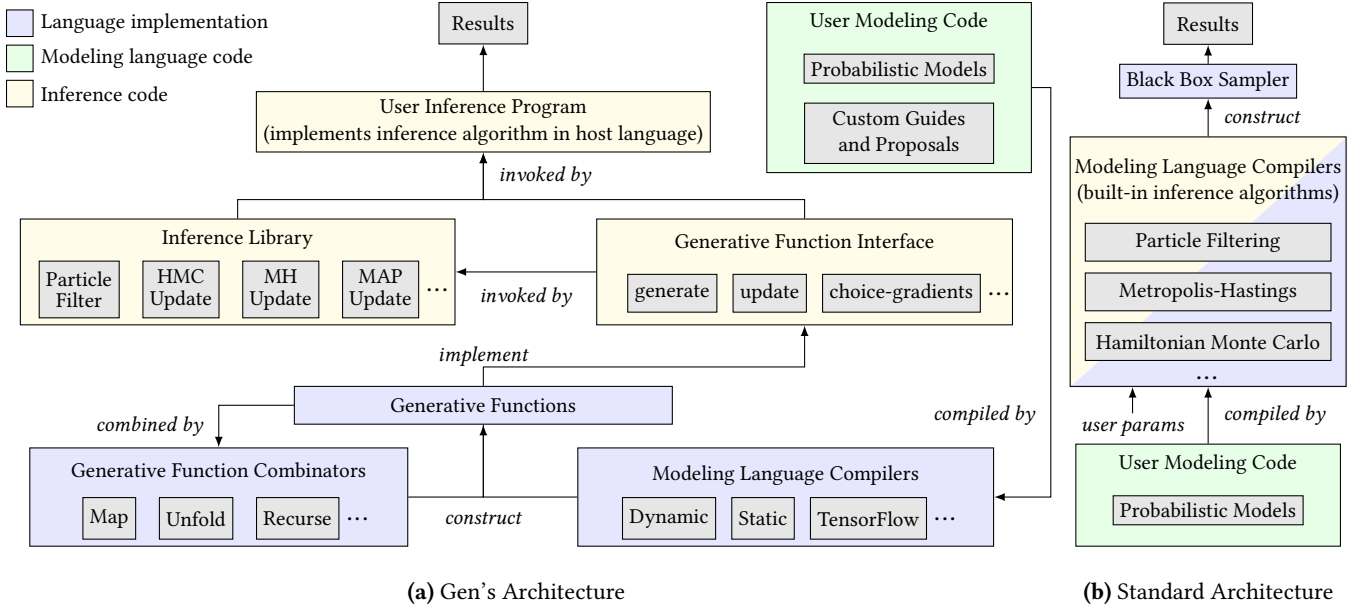 Language implementation
Modeling language code
Inference code
Results
User Inference Program
(implements inference algorithm in host language)
User Modeling Code
Probabilistic Models
Custom Guides
and Proposals
invoked by
Inference Library
Particle
Filter
HMC
Update
MH
Update
MAP
Update
...
invoked by
Generative Function Interface
generate
update
choice-gradients
...
implement
Generative Functions
combined by
compiled by
Generative Function Combinators
Map
Unfold
Recurse
...
construct
Modeling Language Compilers
Dynamic
Static
TensorFlow
...
(a) Gen's Architecture
Results
Black Box Sampler
construct
Modeling Language Compilers
(built-in inference algorithms)
Particle Filtering
Metropolis-Hastings
Hamiltonian Monte Carlo
...
user params
compiled by
User Modeling Code
Probabilistic Models
(b) Standard Architecture